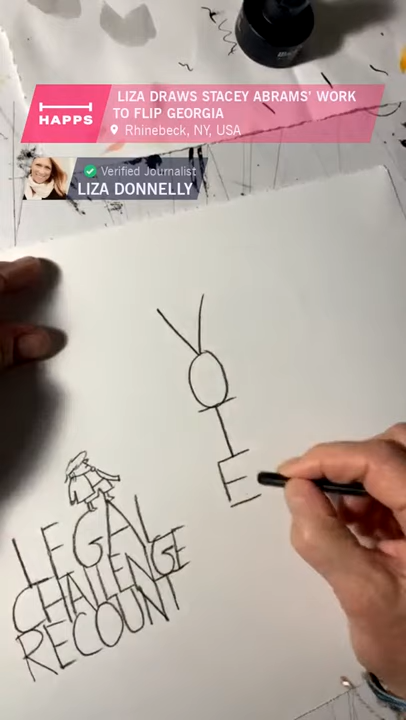 LIZA DRAWS STACEY ABRAMS' WORK
TO FLIP GEORGIA
HAPPS
Rhinebeck, NY, USA
Verified Journalist
LIZA DONNELLY
VOTE
LEGAL
CHALLENGE
RECOUNT